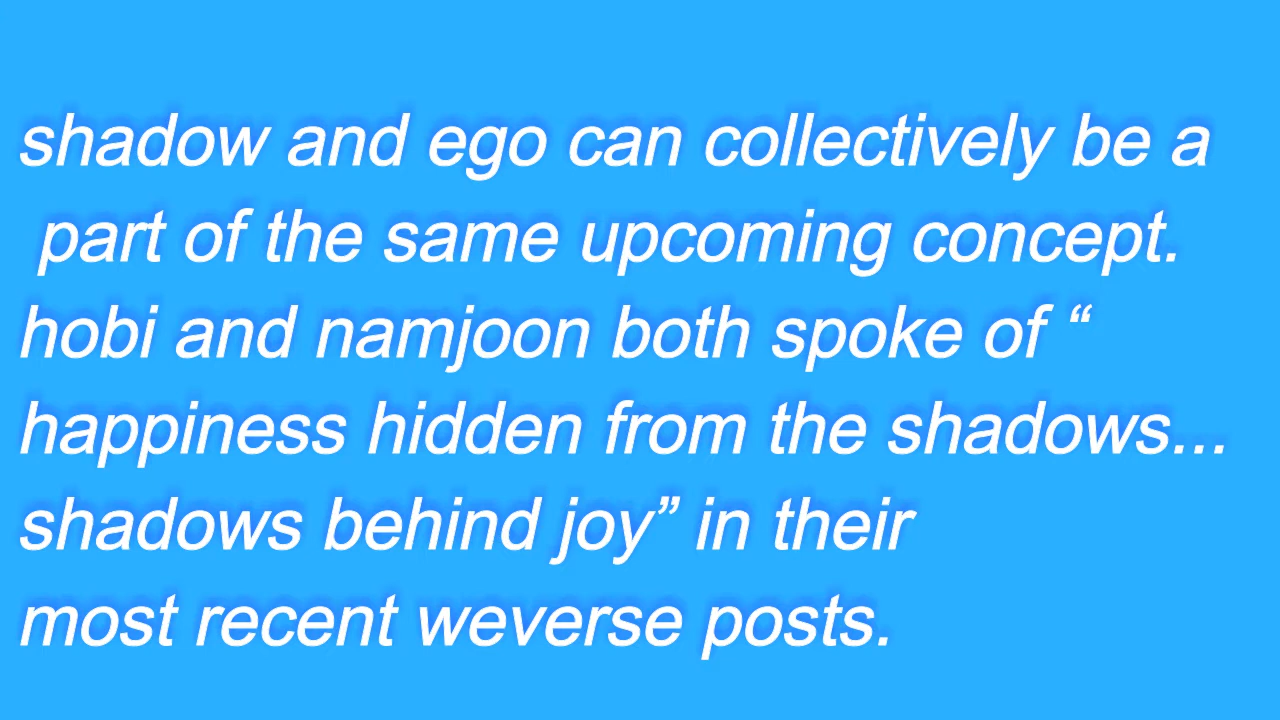 shadow and ego can collectively be a
part of the same upcoming concept.
hobi and namjoon both spoke of “
happiness hidden from the shadows...
shadows behind joy” in their
most recent weverse posts.